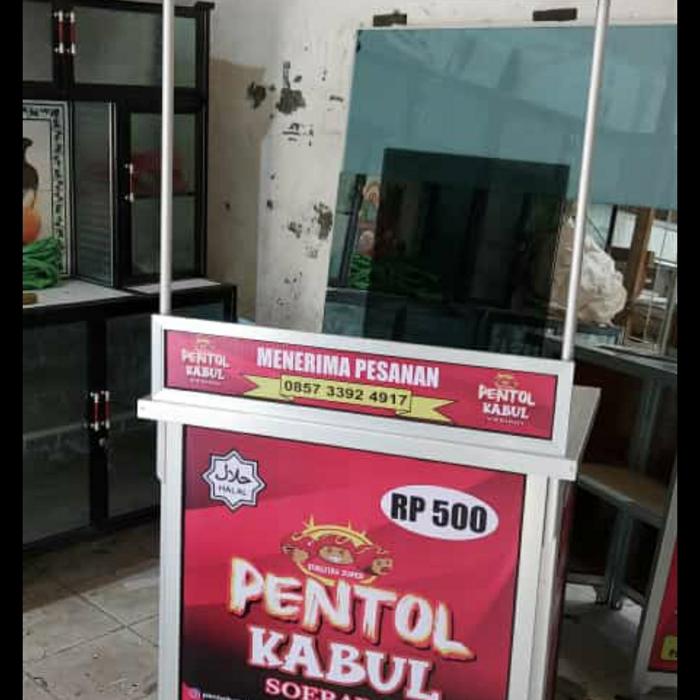 PENTOL
KABUL
MENERIMA PESANAN
0857 3392 4917
PENTOL
KABUL
حلال
HALAL
RP 500
PENTOL
KABUL